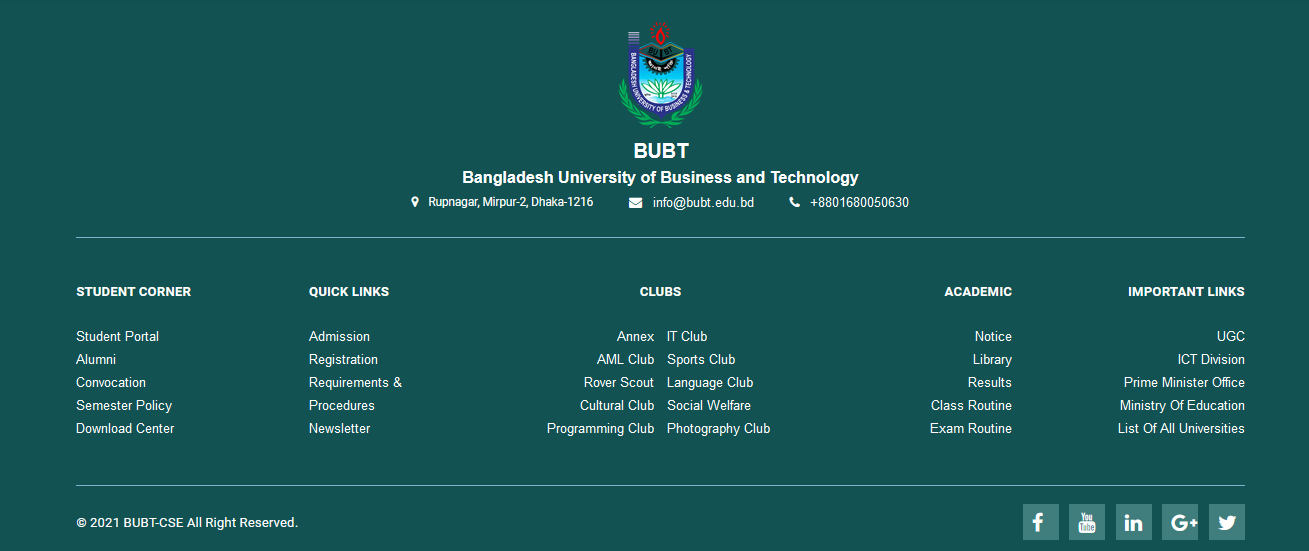 BUBT
BANGLADESH UNIVERSITY OF BUSINESS & TECHNOLOGY
BUBT
Bangladesh University of Business and Technology
Rupnagar, Mirpur-2, Dhaka-1216 info@bubt.edu.bd +8801680050630
STUDENT CORNER
Student Portal
Alumni
Convocation
Semester Policy
Download Center
QUICK LINKS
Admission
Registration
Requirements &
Procedures
Newsletter
CLUBS
Annex IT Club
AML Club Sports Club
Rover Scout Language Club
Cultural Club Social Welfare
Programming Club Photography Club
ACADEMIC
Notice
Library
Results
Class Routine
Exam Routine
IMPORTANT LINKS
UGC
ICT Division
Prime Minister Office
Ministry Of Education
List Of All Universities
© 2021 BUBT-CSE All Right Reserved.
f You Tube in G+